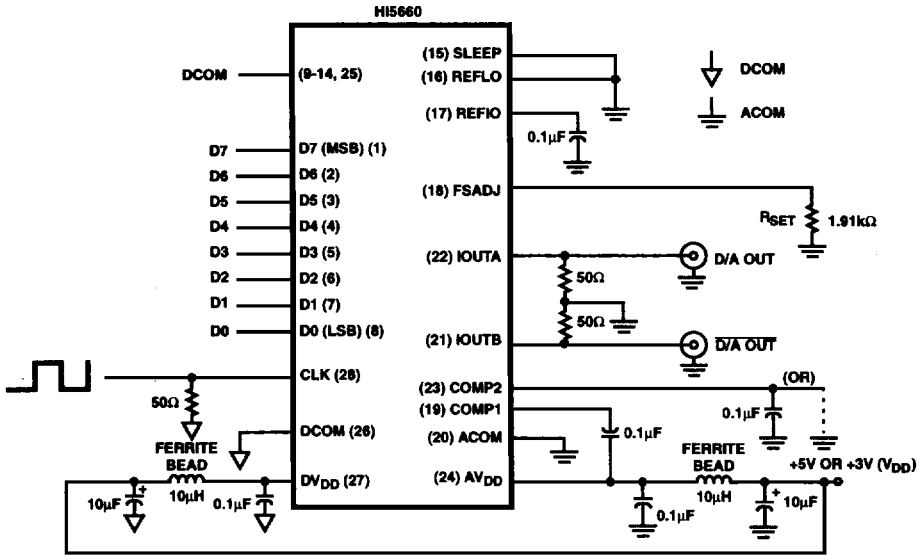 HI5660
DCOM
(9-14, 25)
D7
D7 (MSB) (1)
D6
D6 (2)
D5
D5 (3)
D4
D4 (4)
D3
D3 (5)
D2
D2 (6)
D1
D1 (7)
D0
D0 (LSB) (8)
CLK (28)
50Ω
DCOM (26)
FERRITE
BEAD
10μH
10μF
+
0.1μF
DVDD (27)
(15) SLEEP
(16) REFLO
(17) REFIO
0.1μF
(18) FSADJ
RSET
1.91kΩ
(22) IOUTA
50Ω
50Ω
D/A OUT
(21) IOUTB
D/A OUT
(23) COMP2
(OR)
0.1μF
(19) COMP1
0.1μF
(20) ACOM
(24) AVDD
FERRITE
BEAD
10μH
0.1μF
+
10μF
+5V OR +3V (VDD)
DCOM
ACOM